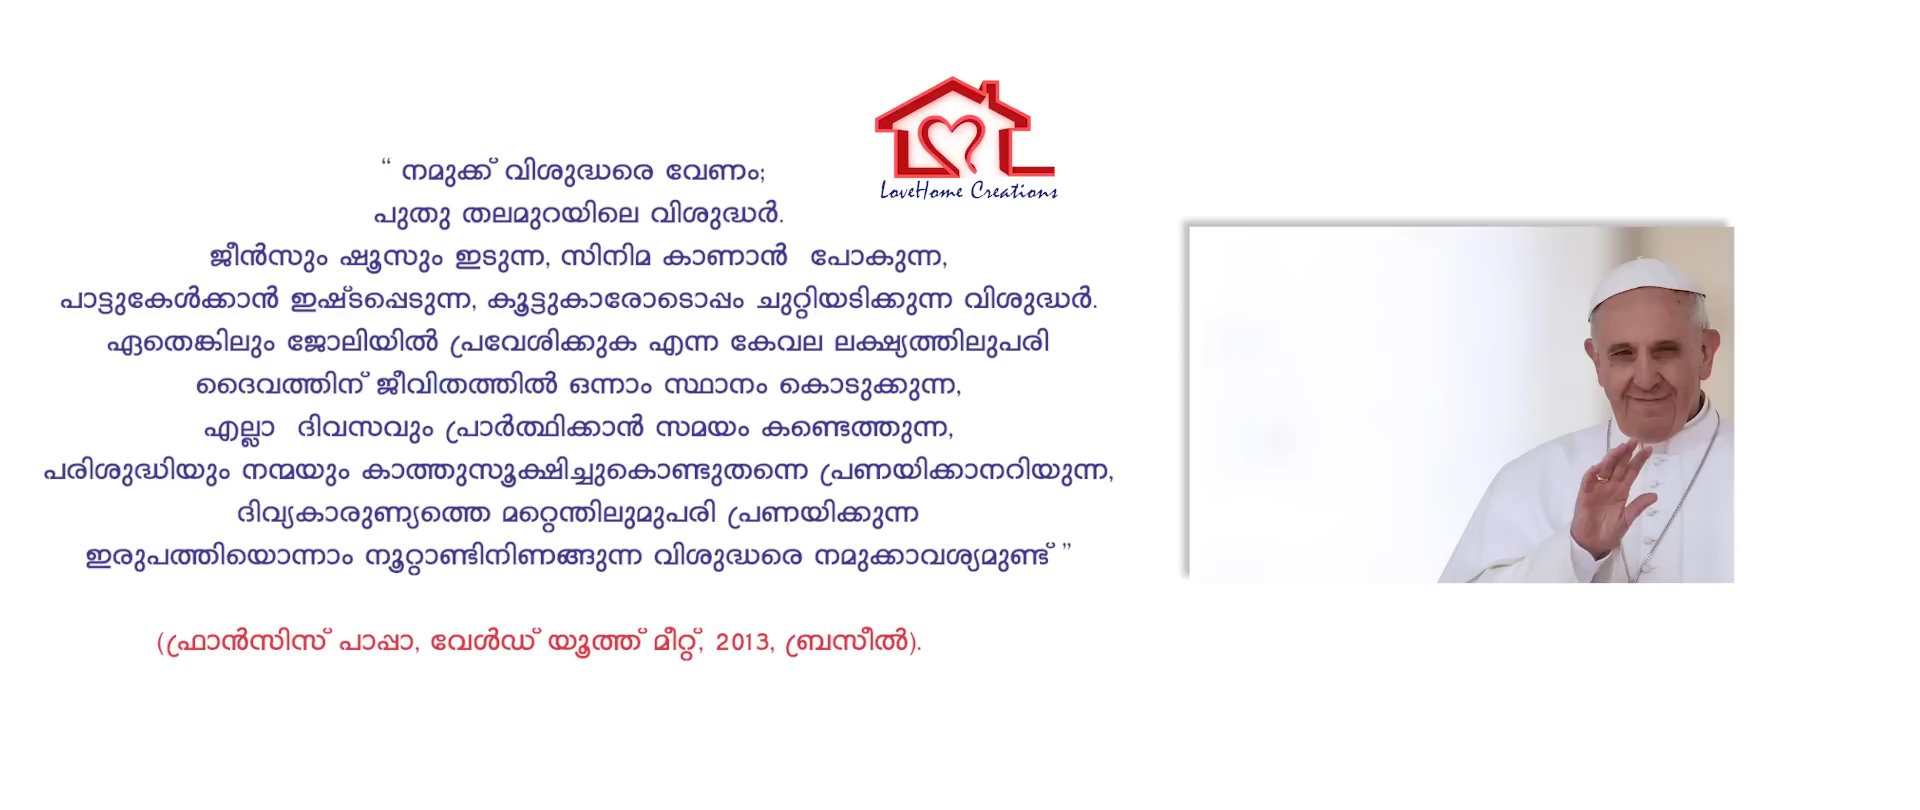 LoveHome Creations
“ നമുക്ക് വിശുദ്ധരെ വേണം;
പുതു തലമുറയിലെ വിശുദ്ധർ.
ജീൻസും ഷൂസും ഇടുന്ന, സിനിമ കാണാൻ പോകുന്ന,
പാട്ടുകേൾക്കാൻ ഇഷ്ടപ്പെടുന്ന, കൂട്ടുകാരോടൊപ്പം ചുറ്റിയടിക്കുന്ന വിശുദ്ധർ.
ഏതെങ്കിലും ജോലിയിൽ പ്രവേശിക്കുക എന്ന കേവല ലക്ഷ്യത്തിലുപരി
ദൈവത്തിന് ജീവിതത്തിൽ ഒന്നാം സ്ഥാനം കൊടുക്കുന്ന,
എല്ലാ ദിവസവും പ്രാർത്ഥിക്കാൻ സമയം കണ്ടെത്തുന്ന,
പരിശുദ്ധിയും നന്മയും കാത്തുസൂക്ഷിച്ചുകൊണ്ടുതന്നെ പ്രണയിക്കാനറിയുന്ന,
ദിവ്യകാരുണ്യത്തെ മറ്റെന്തിലുമുപരി പ്രണയിക്കുന്ന
ഇരുപത്തിയൊന്നാം നൂറ്റാണ്ടിനിണങ്ങുന്ന വിശുദ്ധരെ നമുക്കാവശ്യമുണ്ട് ”
(ഫ്രാൻസിസ് പാപ്പാ, വേൾഡ് യൂത്ത് മീറ്റ്, 2013, ബ്രസീൽ).